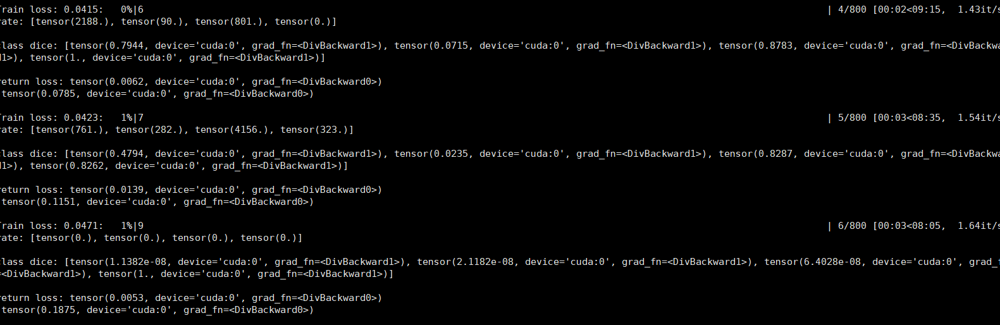 Train loss: 0.0415:   0%|6 | 4/800 [00:02<09:15,  1.43it/s
rate: [tensor(2188.), tensor(90.), tensor(801.), tensor(0.)]
class dice: [tensor(0.7944, device='cuda:0', grad_fn=<DivBackward1>), tensor(0.0715, device='cuda:0', grad_fn=<DivBackward1>), tensor(0.8783, device='cuda:0', grad_fn=<DivBackwa
d1>), tensor(1., device='cuda:0', grad_fn=<DivBackward1>)]
return loss: tensor(0.0062, device='cuda:0', grad_fn=<DivBackward0>)
tensor(0.0785, device='cuda:0', grad_fn=<DivBackward0>)
Train loss: 0.0423:   1%|7 | 5/800 [00:03<08:35,  1.54it/s
rate: [tensor(761.), tensor(282.), tensor(4156.), tensor(323.)]
class dice: [tensor(0.4794, device='cuda:0', grad_fn=<DivBackward1>), tensor(0.0235, device='cuda:0', grad_fn=<DivBackward1>), tensor(0.8287, device='cuda:0', grad_fn=<DivBackwa
d1>), tensor(0.8262, device='cuda:0', grad_fn=<DivBackward1>)]
return loss: tensor(0.0139, device='cuda:0', grad_fn=<DivBackward0>)
tensor(0.1151, device='cuda:0', grad_fn=<DivBackward0>)
Train loss: 0.0471:   1%|9 | 6/800 [00:03<08:05,  1.64it/s
rate: [tensor(0.), tensor(0.), tensor(0.), tensor(0.)]
class dice: [tensor(1.1382e-08, device='cuda:0', grad_fn=<DivBackward1>), tensor(2.1182e-08, device='cuda:0', grad_fn=<DivBackward1>), tensor(6.4028e-08, device='cuda:0', grad_f
=<DivBackward1>), tensor(1., device='cuda:0', grad_fn=<DivBackward1>)]
return loss: tensor(0.0053, device='cuda:0', grad_fn=<DivBackward0>)
tensor(0.1875, device='cuda:0', grad_fn=<DivBackward0>)